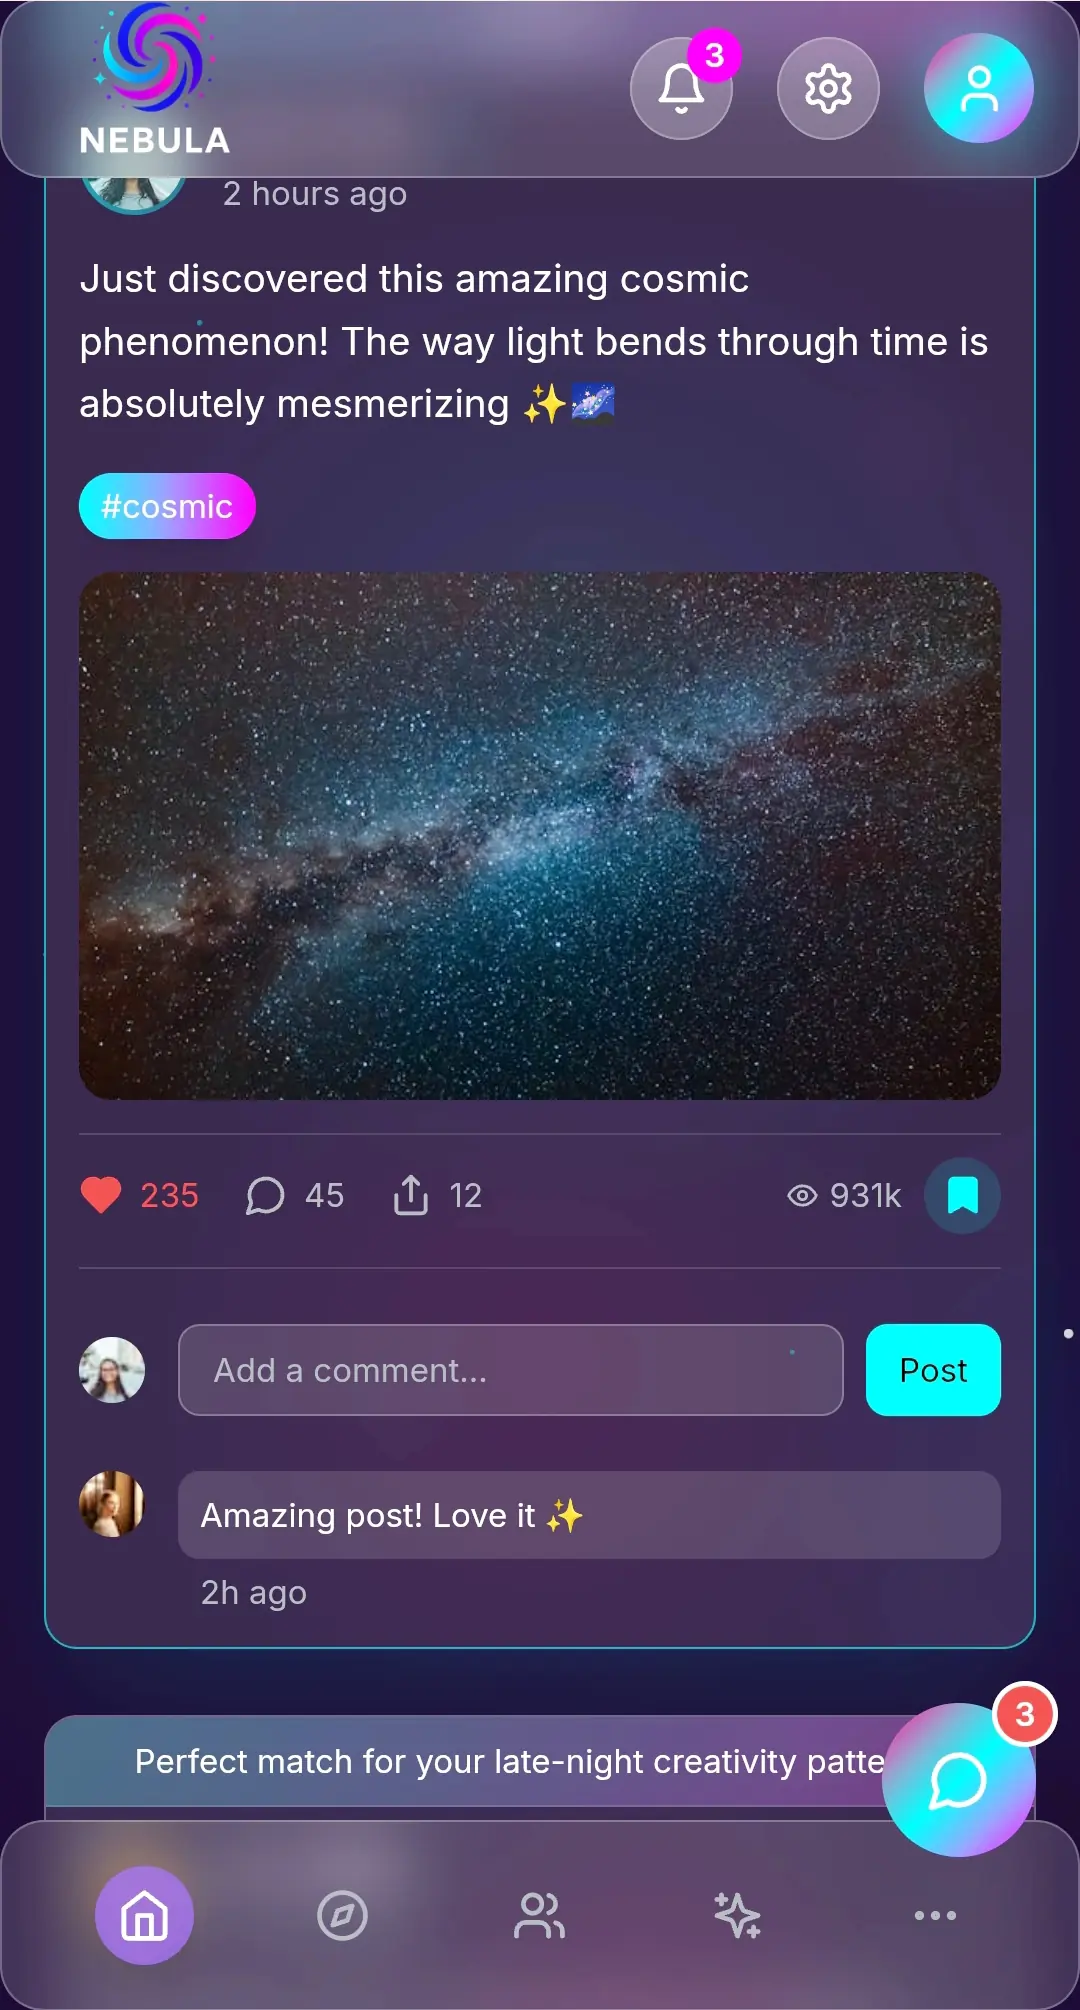 NEBULA
3
2 hours ago
Just discovered this amazing cosmic
phenomenon! The way light bends through time is
absolutely mesmerizing ✨🌌
#cosmic
235
45
12
931k
Add a comment...
Post
Amazing post! Love it ✨
2h ago
3
Perfect match for your late-night creativity patte